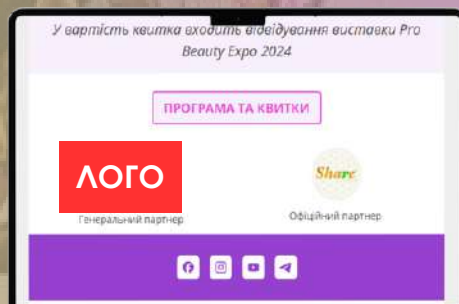 У вартість квитка входить відвідування виставки Pro
Beauty Expo 2024
ПРОГРАМА ТА КВИТКИ
ЛОГО
Share
Генеральний партнер
Офіційний партнер